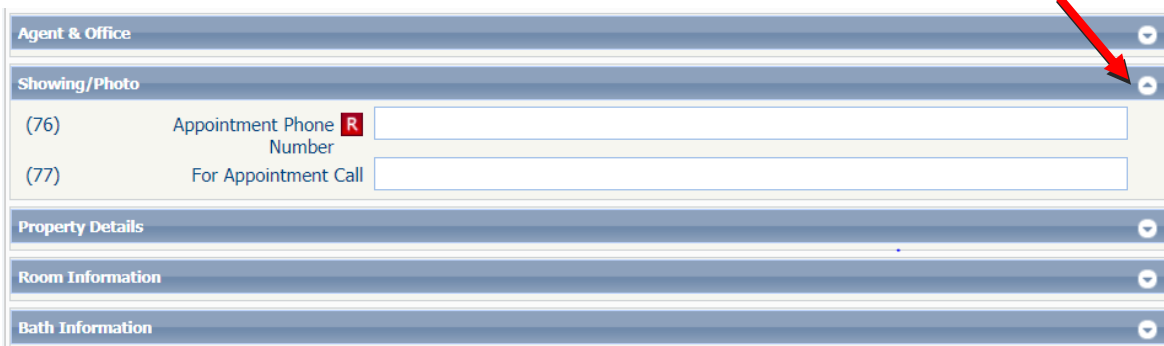 Agent & Office
Showing/Photo
(76) Appointment Phone R
Number
(77) For Appointment Call
Property Details
Room Information
Bath Information